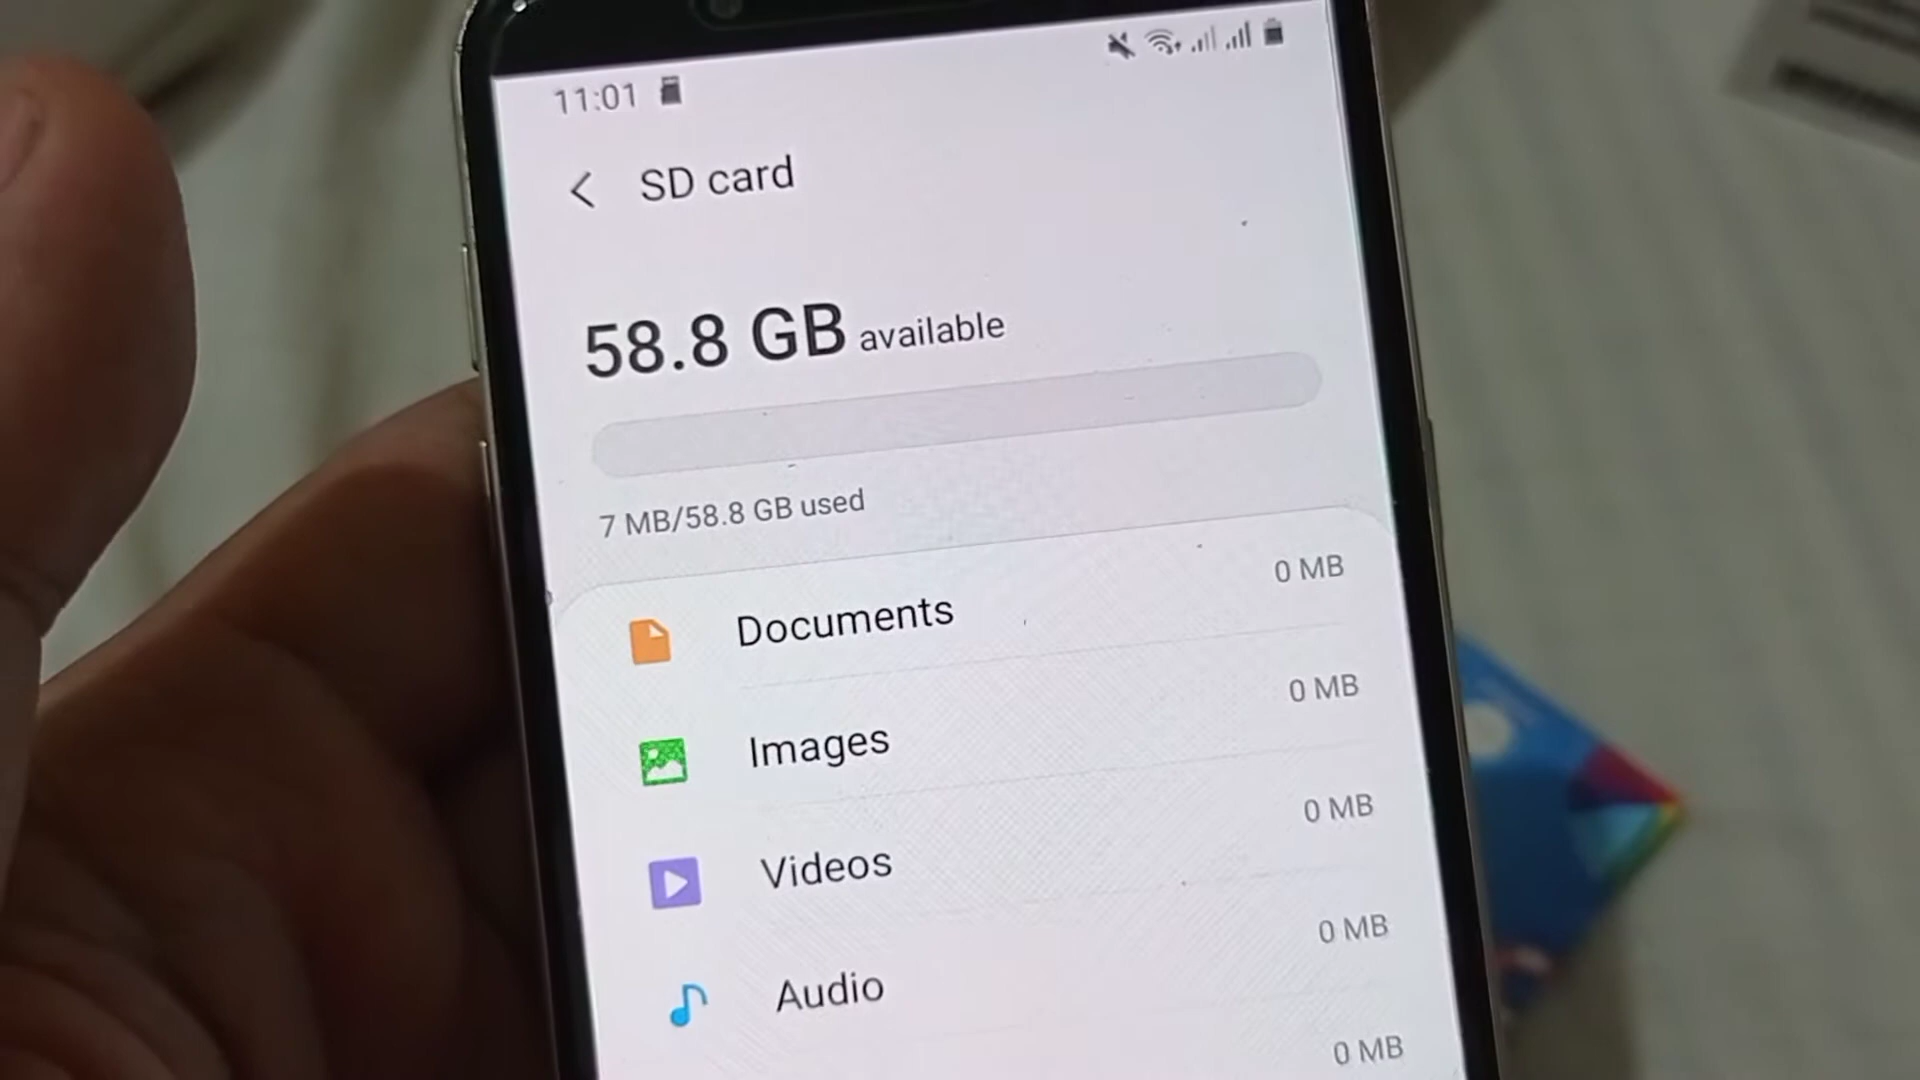 11:01
SD card
58.8 GB available
7 MB/58.8 GB used
Documents 0 MB
Images 0 MB
Videos 0 MB
Audio 0 MB
0 MB